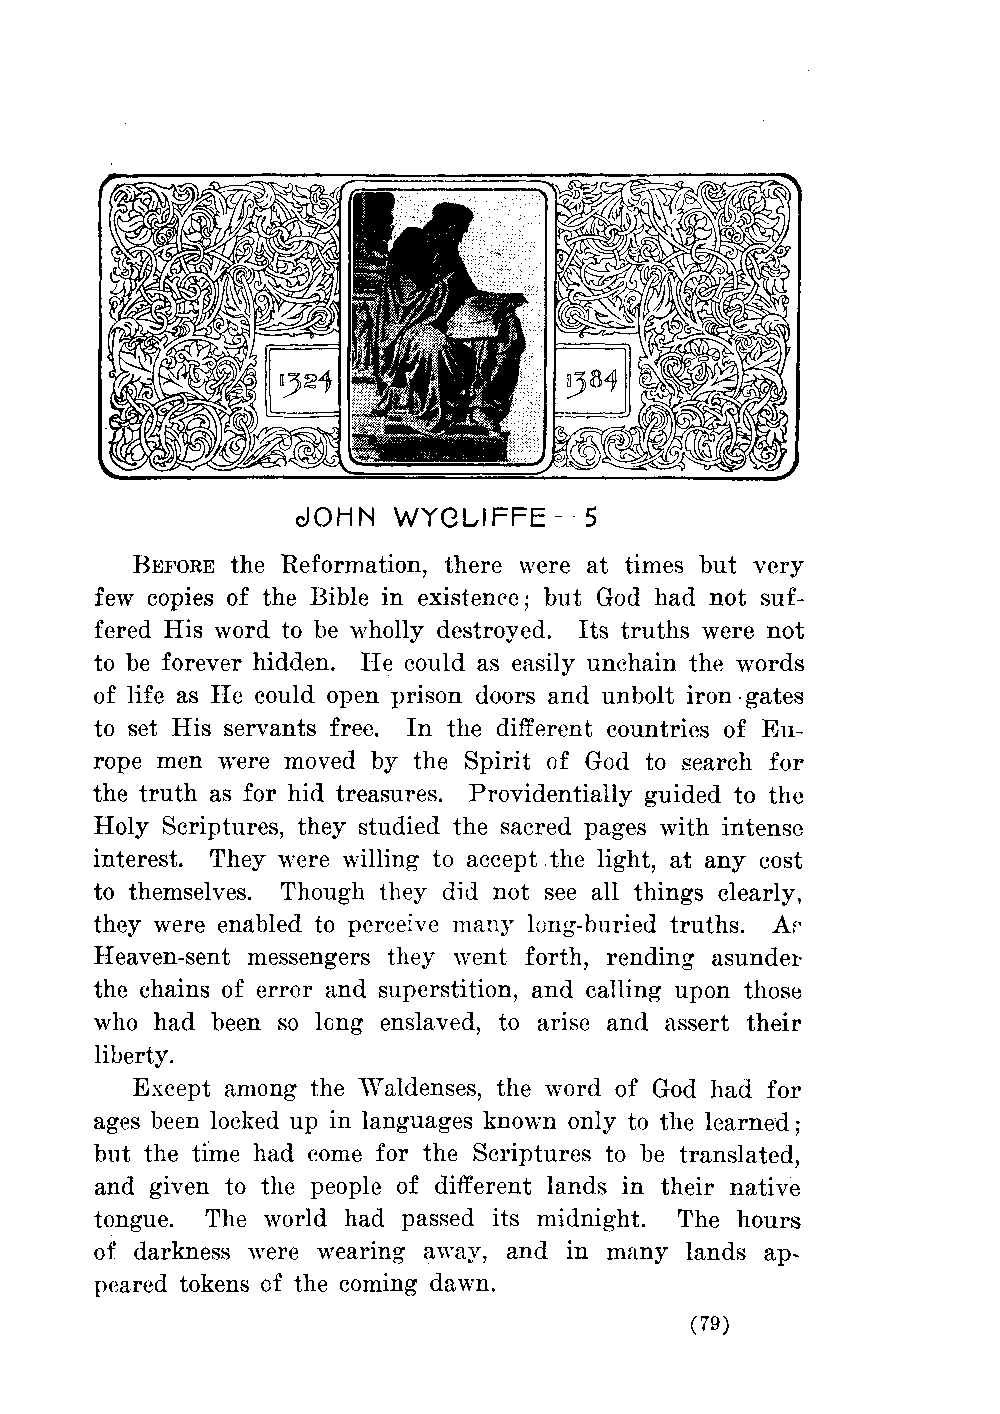 1324 1384
JOHN WYCLIFFE - - 5
BEFORE the Reformation, there were at times but very
few copies of the Bible in existence; but God had not suf-
fered His word to be wholly destroyed. Its truths were not
to be forever hidden. He could as easily unchain the words
of life as He could open prison doors and unbolt iron gates
to set His servants free. In the different countries of Eu-
rope men were moved by the Spirit of God to search for
the truth as for hid treasures. Providentially guided to the
Holy Scriptures, they studied the sacred pages with intense
interest. They were willing to accept the light, at any cost
to themselves. Though they did not see all things clearly,
they were enabled to perceive many long-buried truths. As
Heaven-sent messengers they went forth, rending asunder
the chains of error and superstition, and calling upon those
who had been so long enslaved, to arise and assert their
liberty.
Except among the Waldenses, the word of God had for
ages been locked up in languages known only to the learned;
but the time had come for the Scriptures to be translated,
and given to the people of different lands in their native
tongue. The world had passed its midnight. The hours
of darkness were wearing away, and in many lands ap-
peared tokens of the coming dawn.
(79)